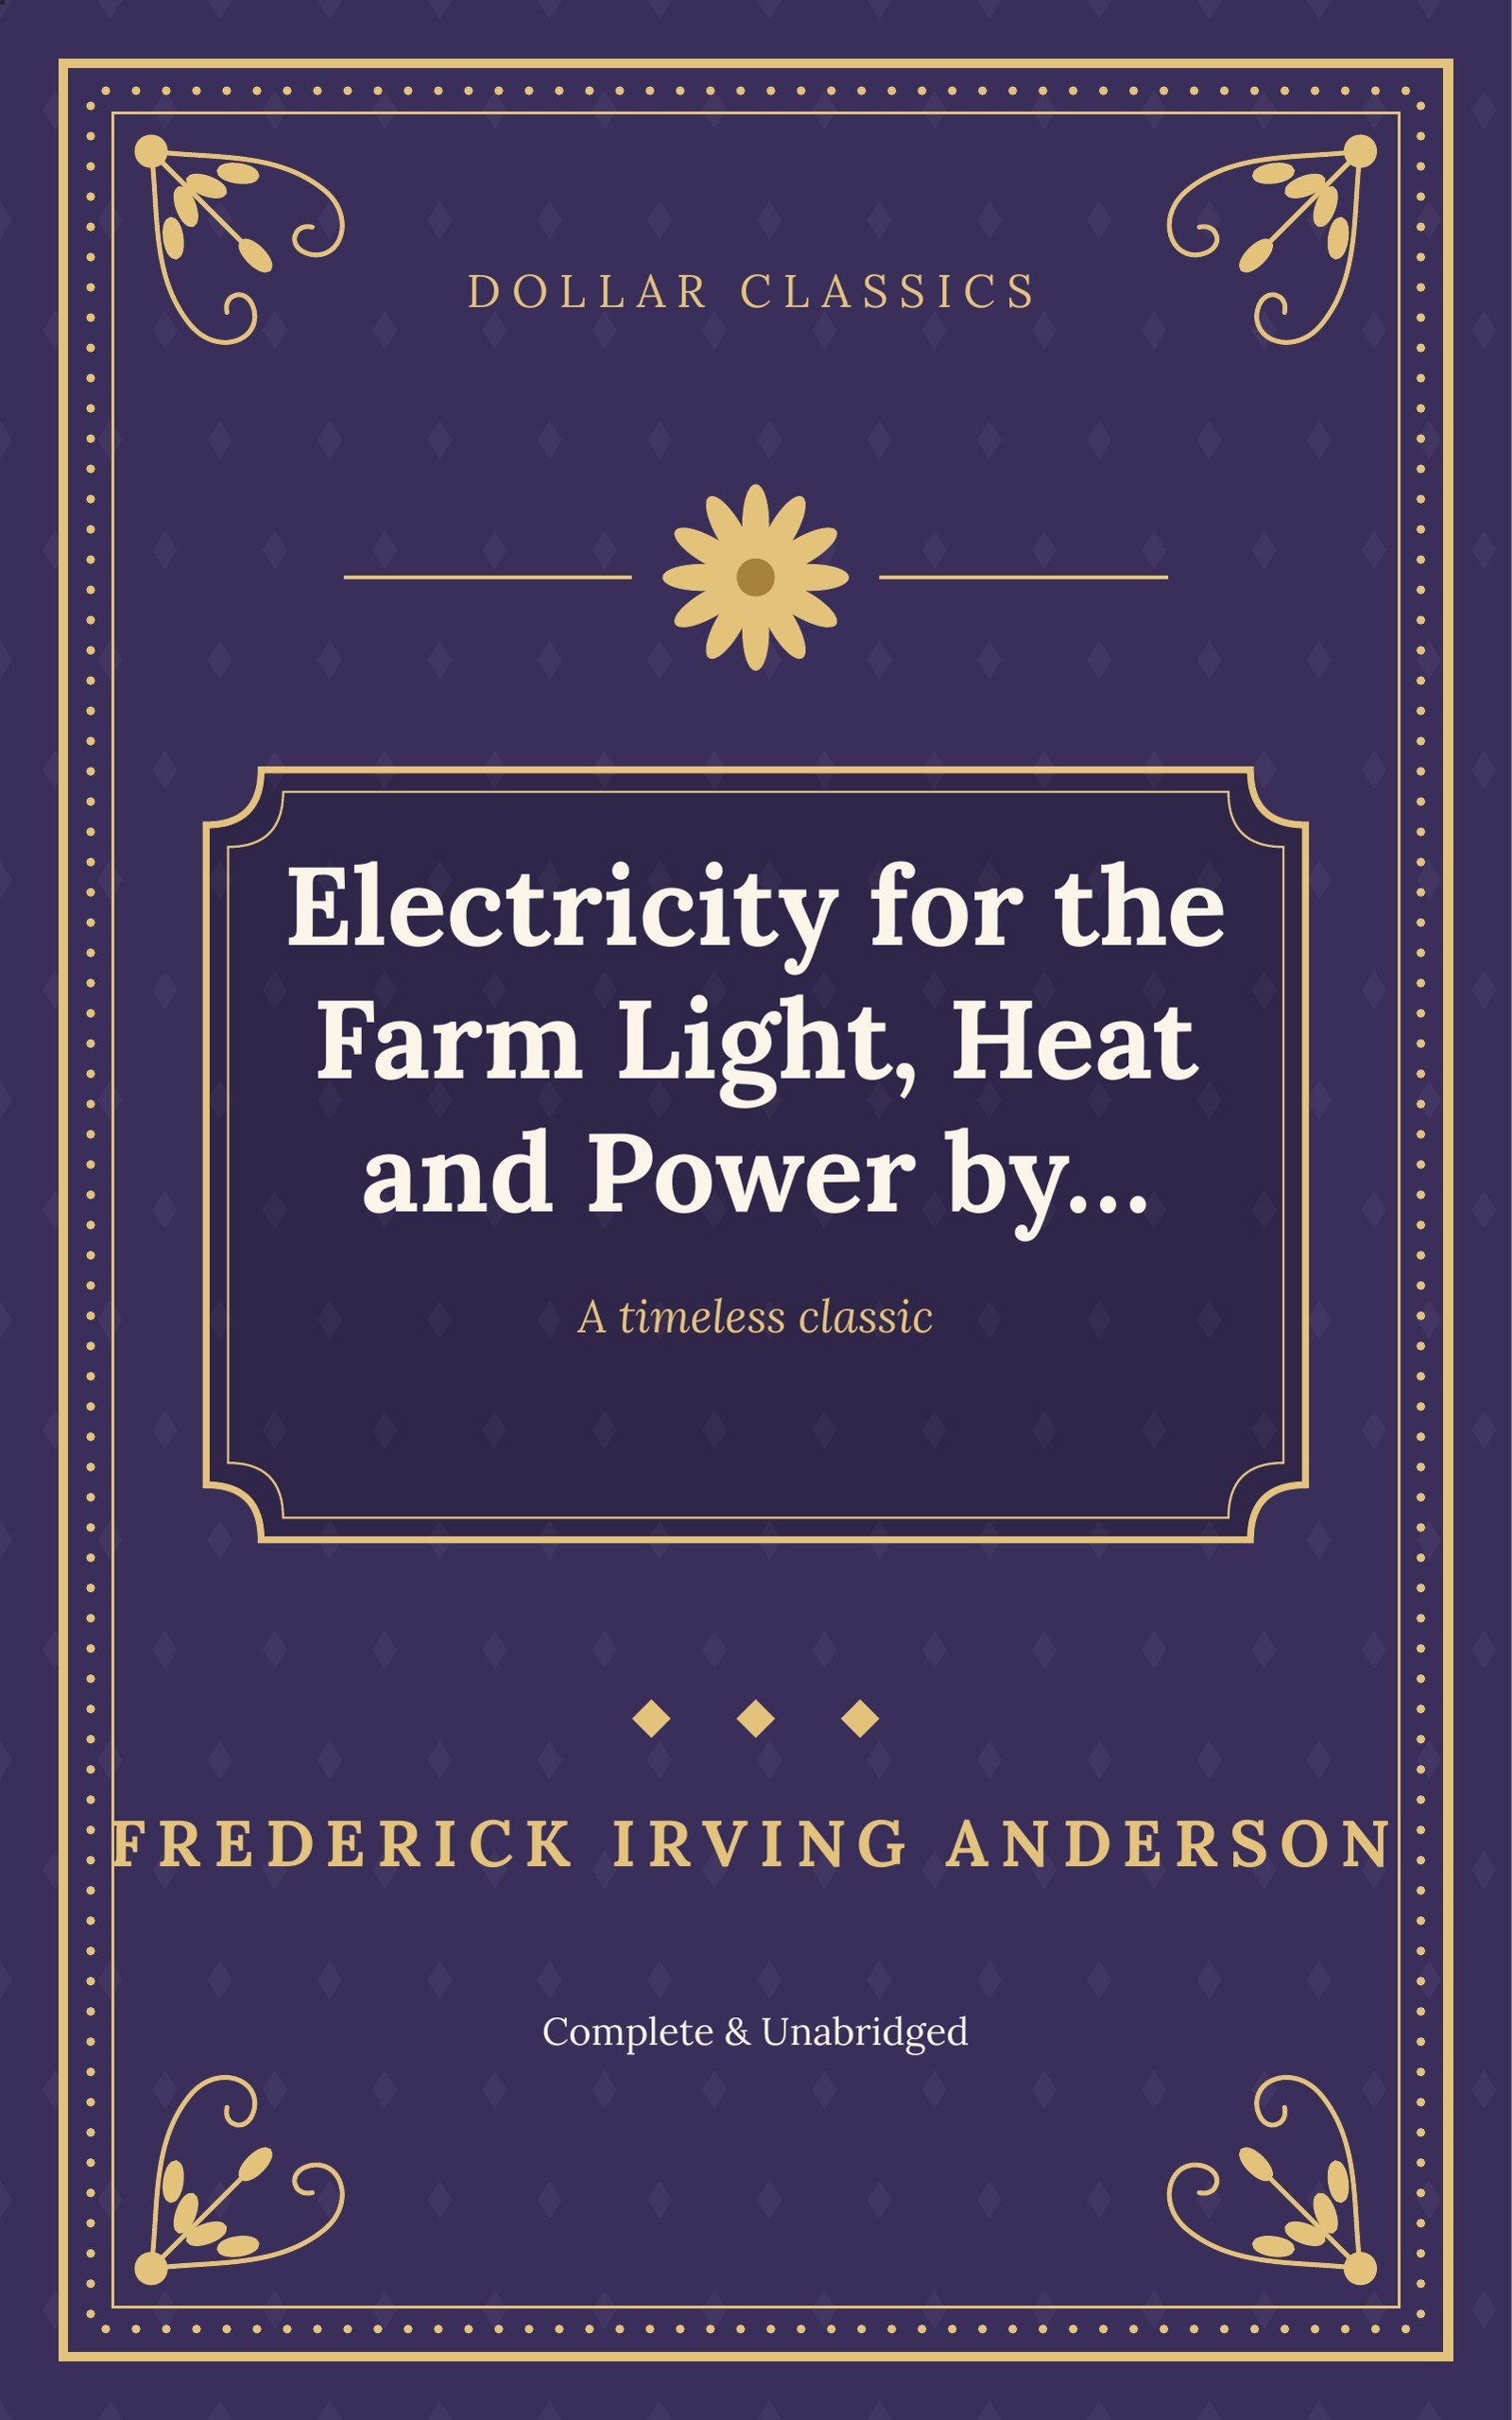 DOLLAR CLASSICS
Electricity for the
Farm Light, Heat
and Power by...
A timeless classic
FREDERICK IRVING ANDERSON
Complete & Unabridged